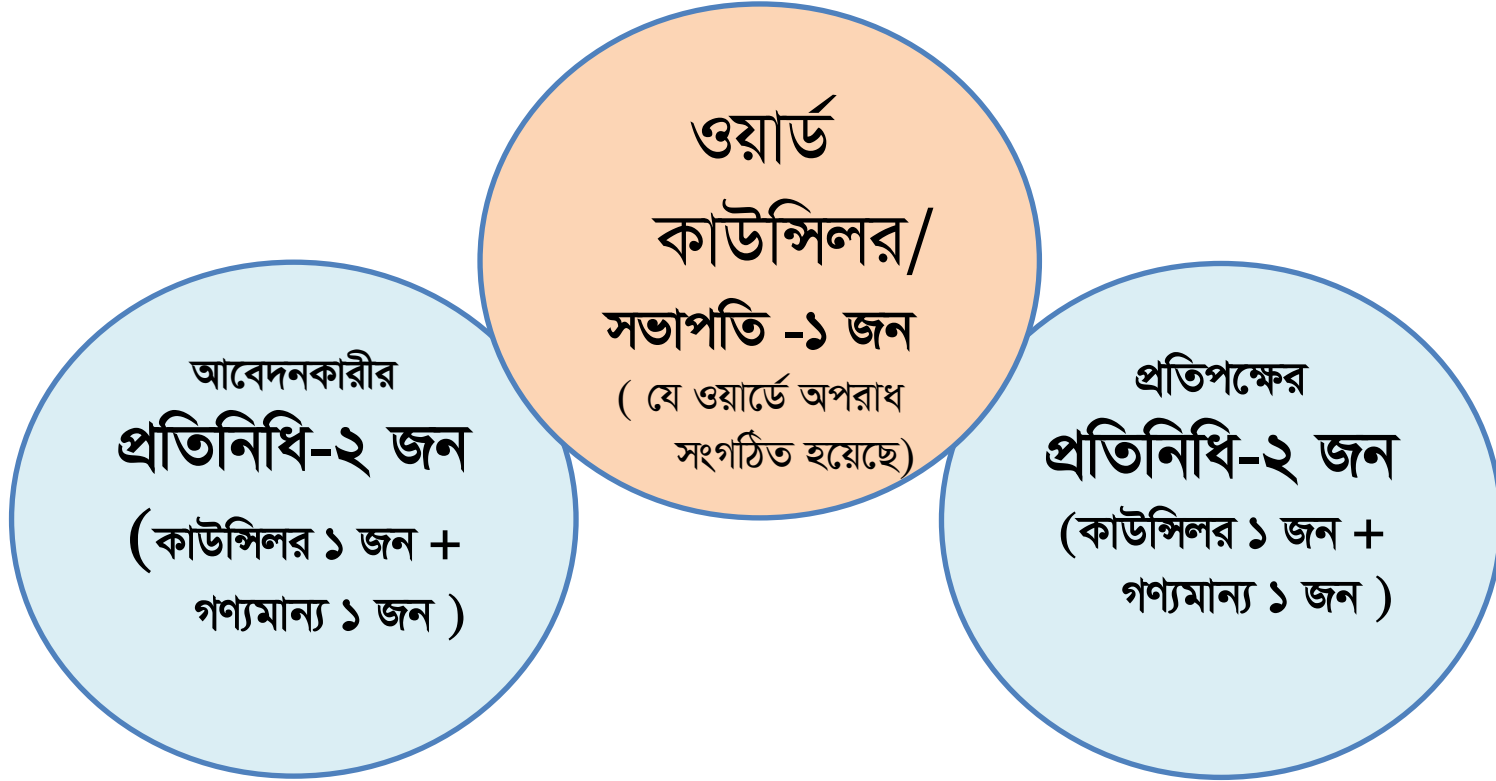 ওয়ার্ড
কাউন্সিলর/
সভাপতি -১ জন
( যে ওয়ার্ডে অপরাধ
সংগঠিত হয়েছে)
আবেদনকারীর
প্রতিনিধি-২ জন
(কাউন্সিলর ১ জন +
গণ্যমান্য ১ জন )
প্রতিপক্ষের
প্রতিনিধি-২ জন
(কাউন্সিলর ১ জন +
গণ্যমান্য ১ জন )